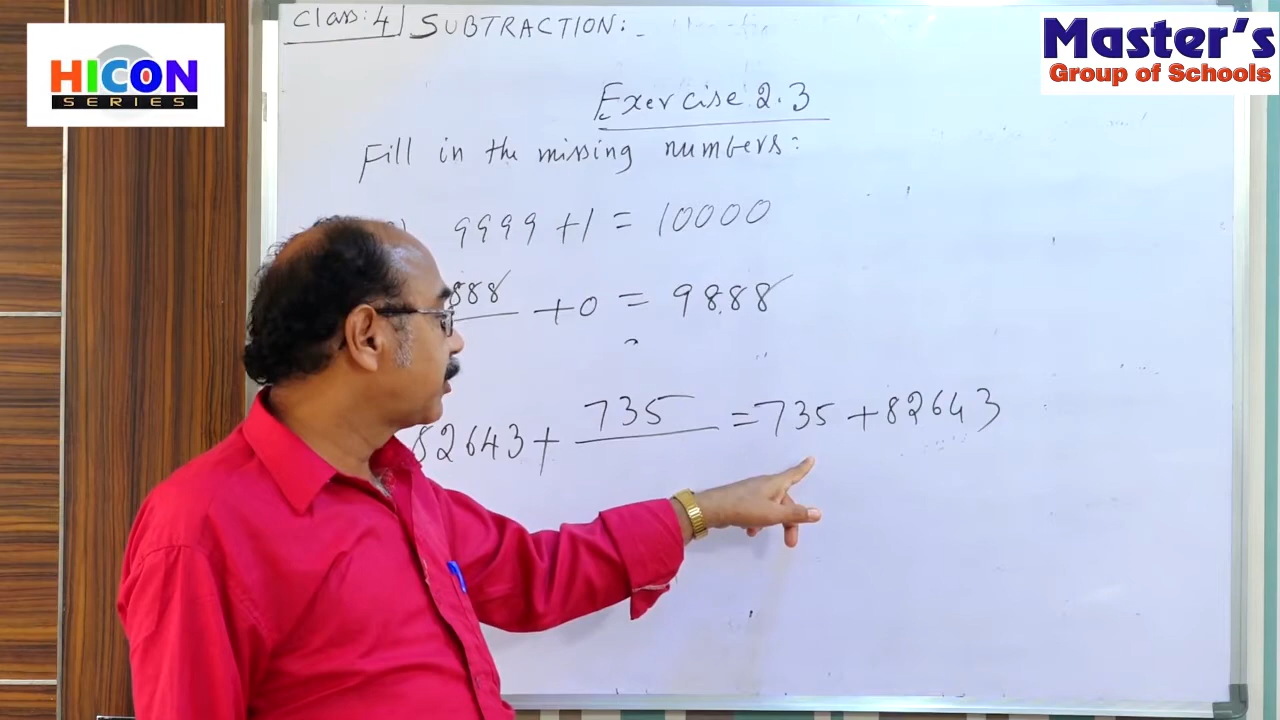 HICON
SERIES
Class: 4 SUBTRACTION:-
Master's
Group of Schools
Exercise 2.3
Fill in the missing numbers:
9999 + 1 = 10000
888 + 0 = 9888
82643 + 735 = 735 + 82643